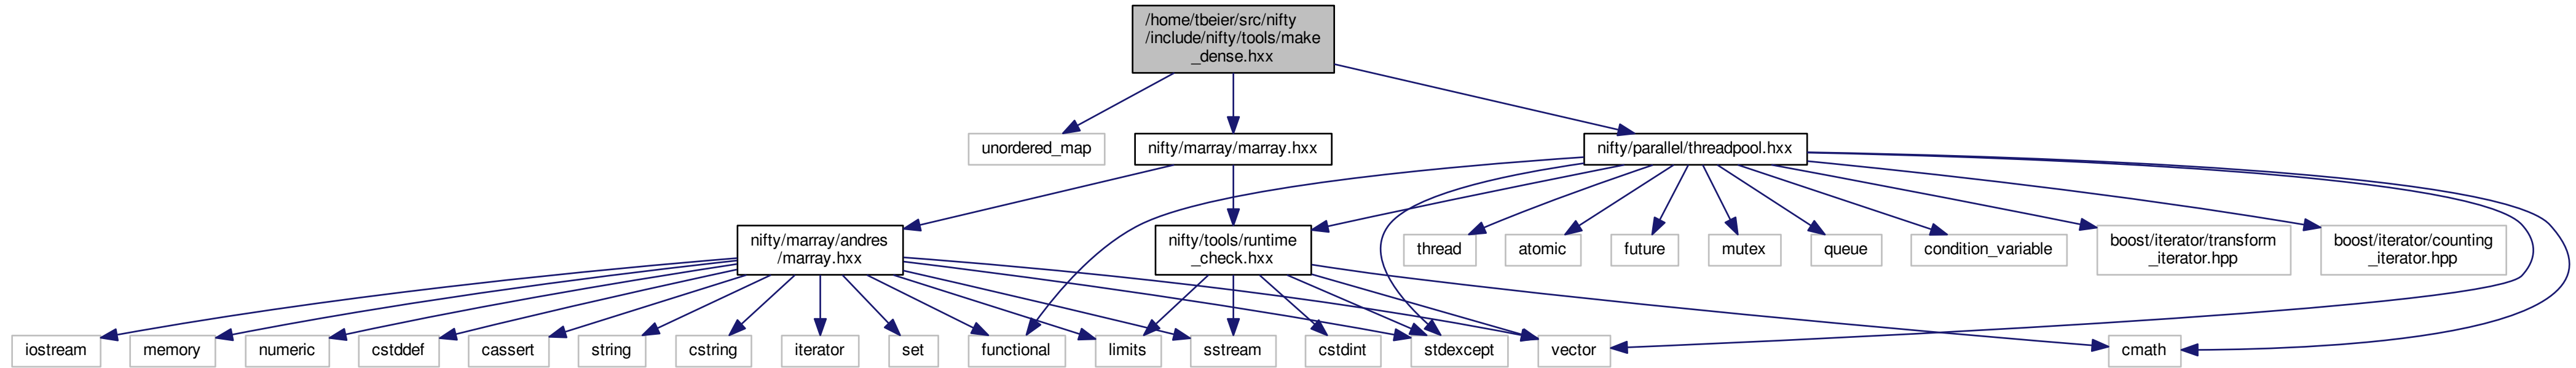 /home/tbeier/src/nifty
/include/nifty/tools/make
_dense.hxx
unordered_map
nifty/marray/marray.hxx
nifty/parallel/threadpool.hxx
nifty/marray/andres
/marray.hxx
nifty/tools/runtime
_check.hxx
thread
atomic
future
mutex
queue
condition_variable
boost/iterator/transform
_iterator.hpp
boost/iterator/counting
_iterator.hpp
iostream
memory
numeric
cstddef
cassert
string
cstring
iterator
set
functional
limits
sstream
cstdint
stdexcept
vector
cmath